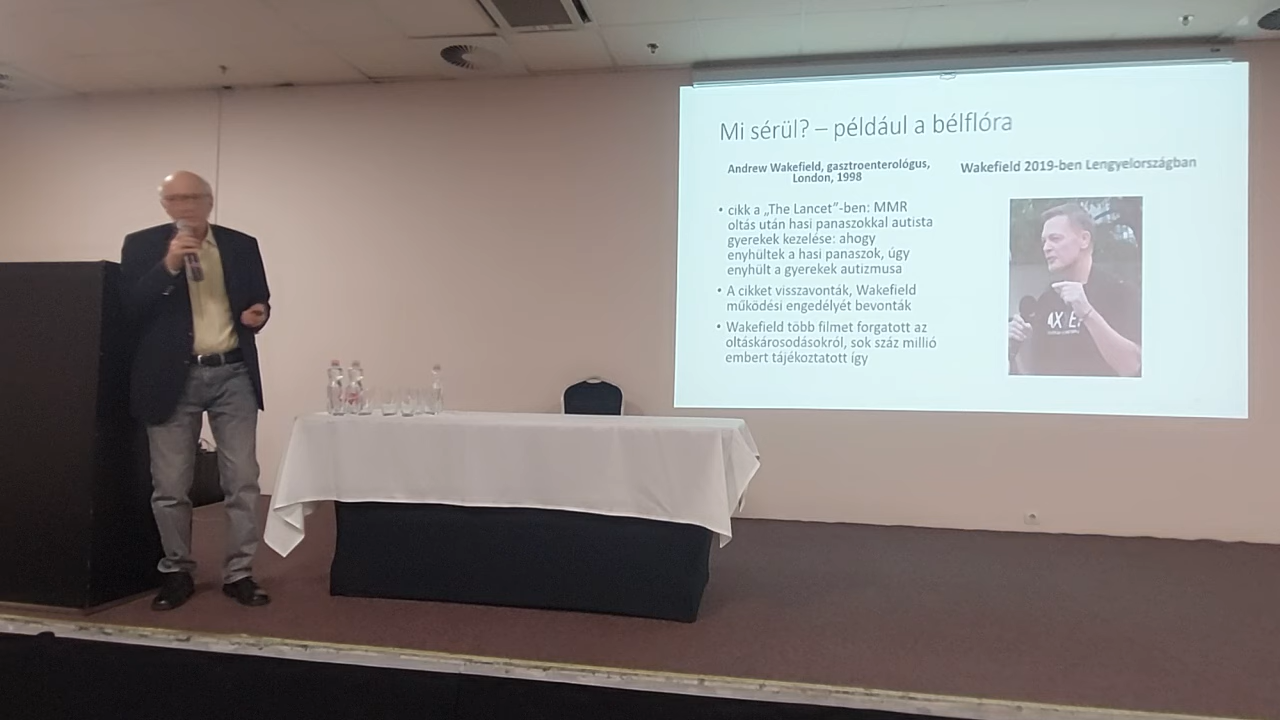 Mi sérül? – például a bélflóra
Andrew Wakefield, gasztroenterológus,
London, 1998
• cikk a „The Lancet”-ben: MMR
oltás után hasi panaszokkal autista
gyerekek kezelése: ahogy
enyhültek a hasi panaszok, úgy
enyhült a gyerekek autizmusa
• A cikket visszavonták, Wakefield
működési engedélyét bevonták
• Wakefield több filmet forgatott az
oltáskárosodásokról, sok száz millió
embert tájékoztatott így
Wakefield 2019-ben Lengyelországban